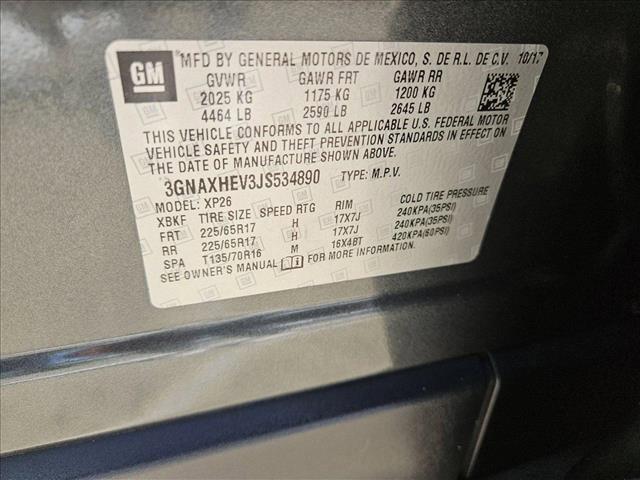 GM
MFD BY GENERAL MOTORS DE MEXICO, S. DE R.L. DE C.V. 10/17
GVWR GAWR FRT GAWR RR
2025 KG 1175 KG 1200 KG
4464 LB 2590 LB 2645 LB
THIS VEHICLE CONFORMS TO ALL APPLICABLE U.S. FEDERAL MOTOR
VEHICLE SAFETY AND THEFT PREVENTION STANDARDS IN EFFECT ON
THE DATE OF MANUFACTURE SHOWN ABOVE.
3GNAXHEV3JS534890 TYPE: M.P.V.
MODEL: XP26
XBKF TIRE SIZE SPEED RTG RIM COLD TIRE PRESSURE
FRT 225/65R17 H 17X7J 240KPA(35PSI)
RR 225/65R17 H 17X7J 240KPA(35PSI)
SPA T135/70R16 M 16X4BT 420KPA(60PSI)
SEE OWNER'S MANUAL FOR MORE INFORMATION.